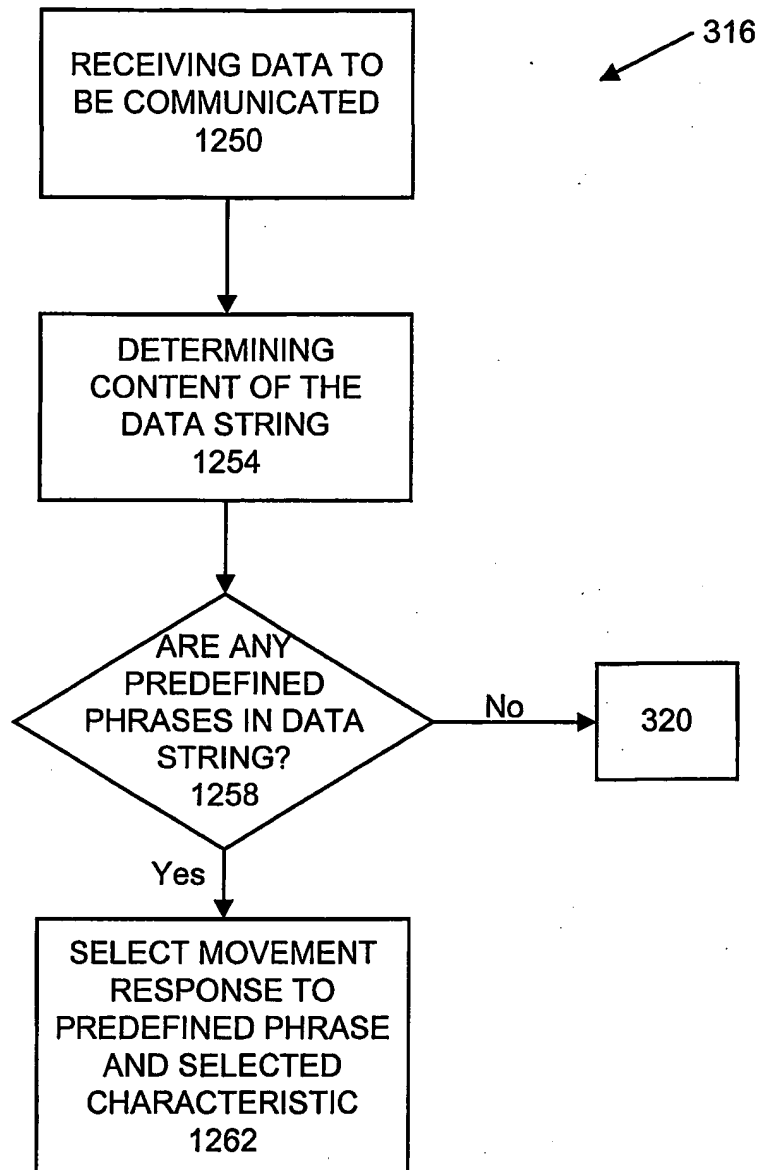 316
RECEIVING DATA TO
BE COMMUNICATED
1250
DETERMINING
CONTENT OF THE
DATA STRING
1254
ARE ANY
PREDEFINED
PHRASES IN DATA
STRING?
1258
No
320
Yes
SELECT MOVEMENT
RESPONSE TO
PREDEFINED PHRASE
AND SELECTED
CHARACTERISTIC
1262